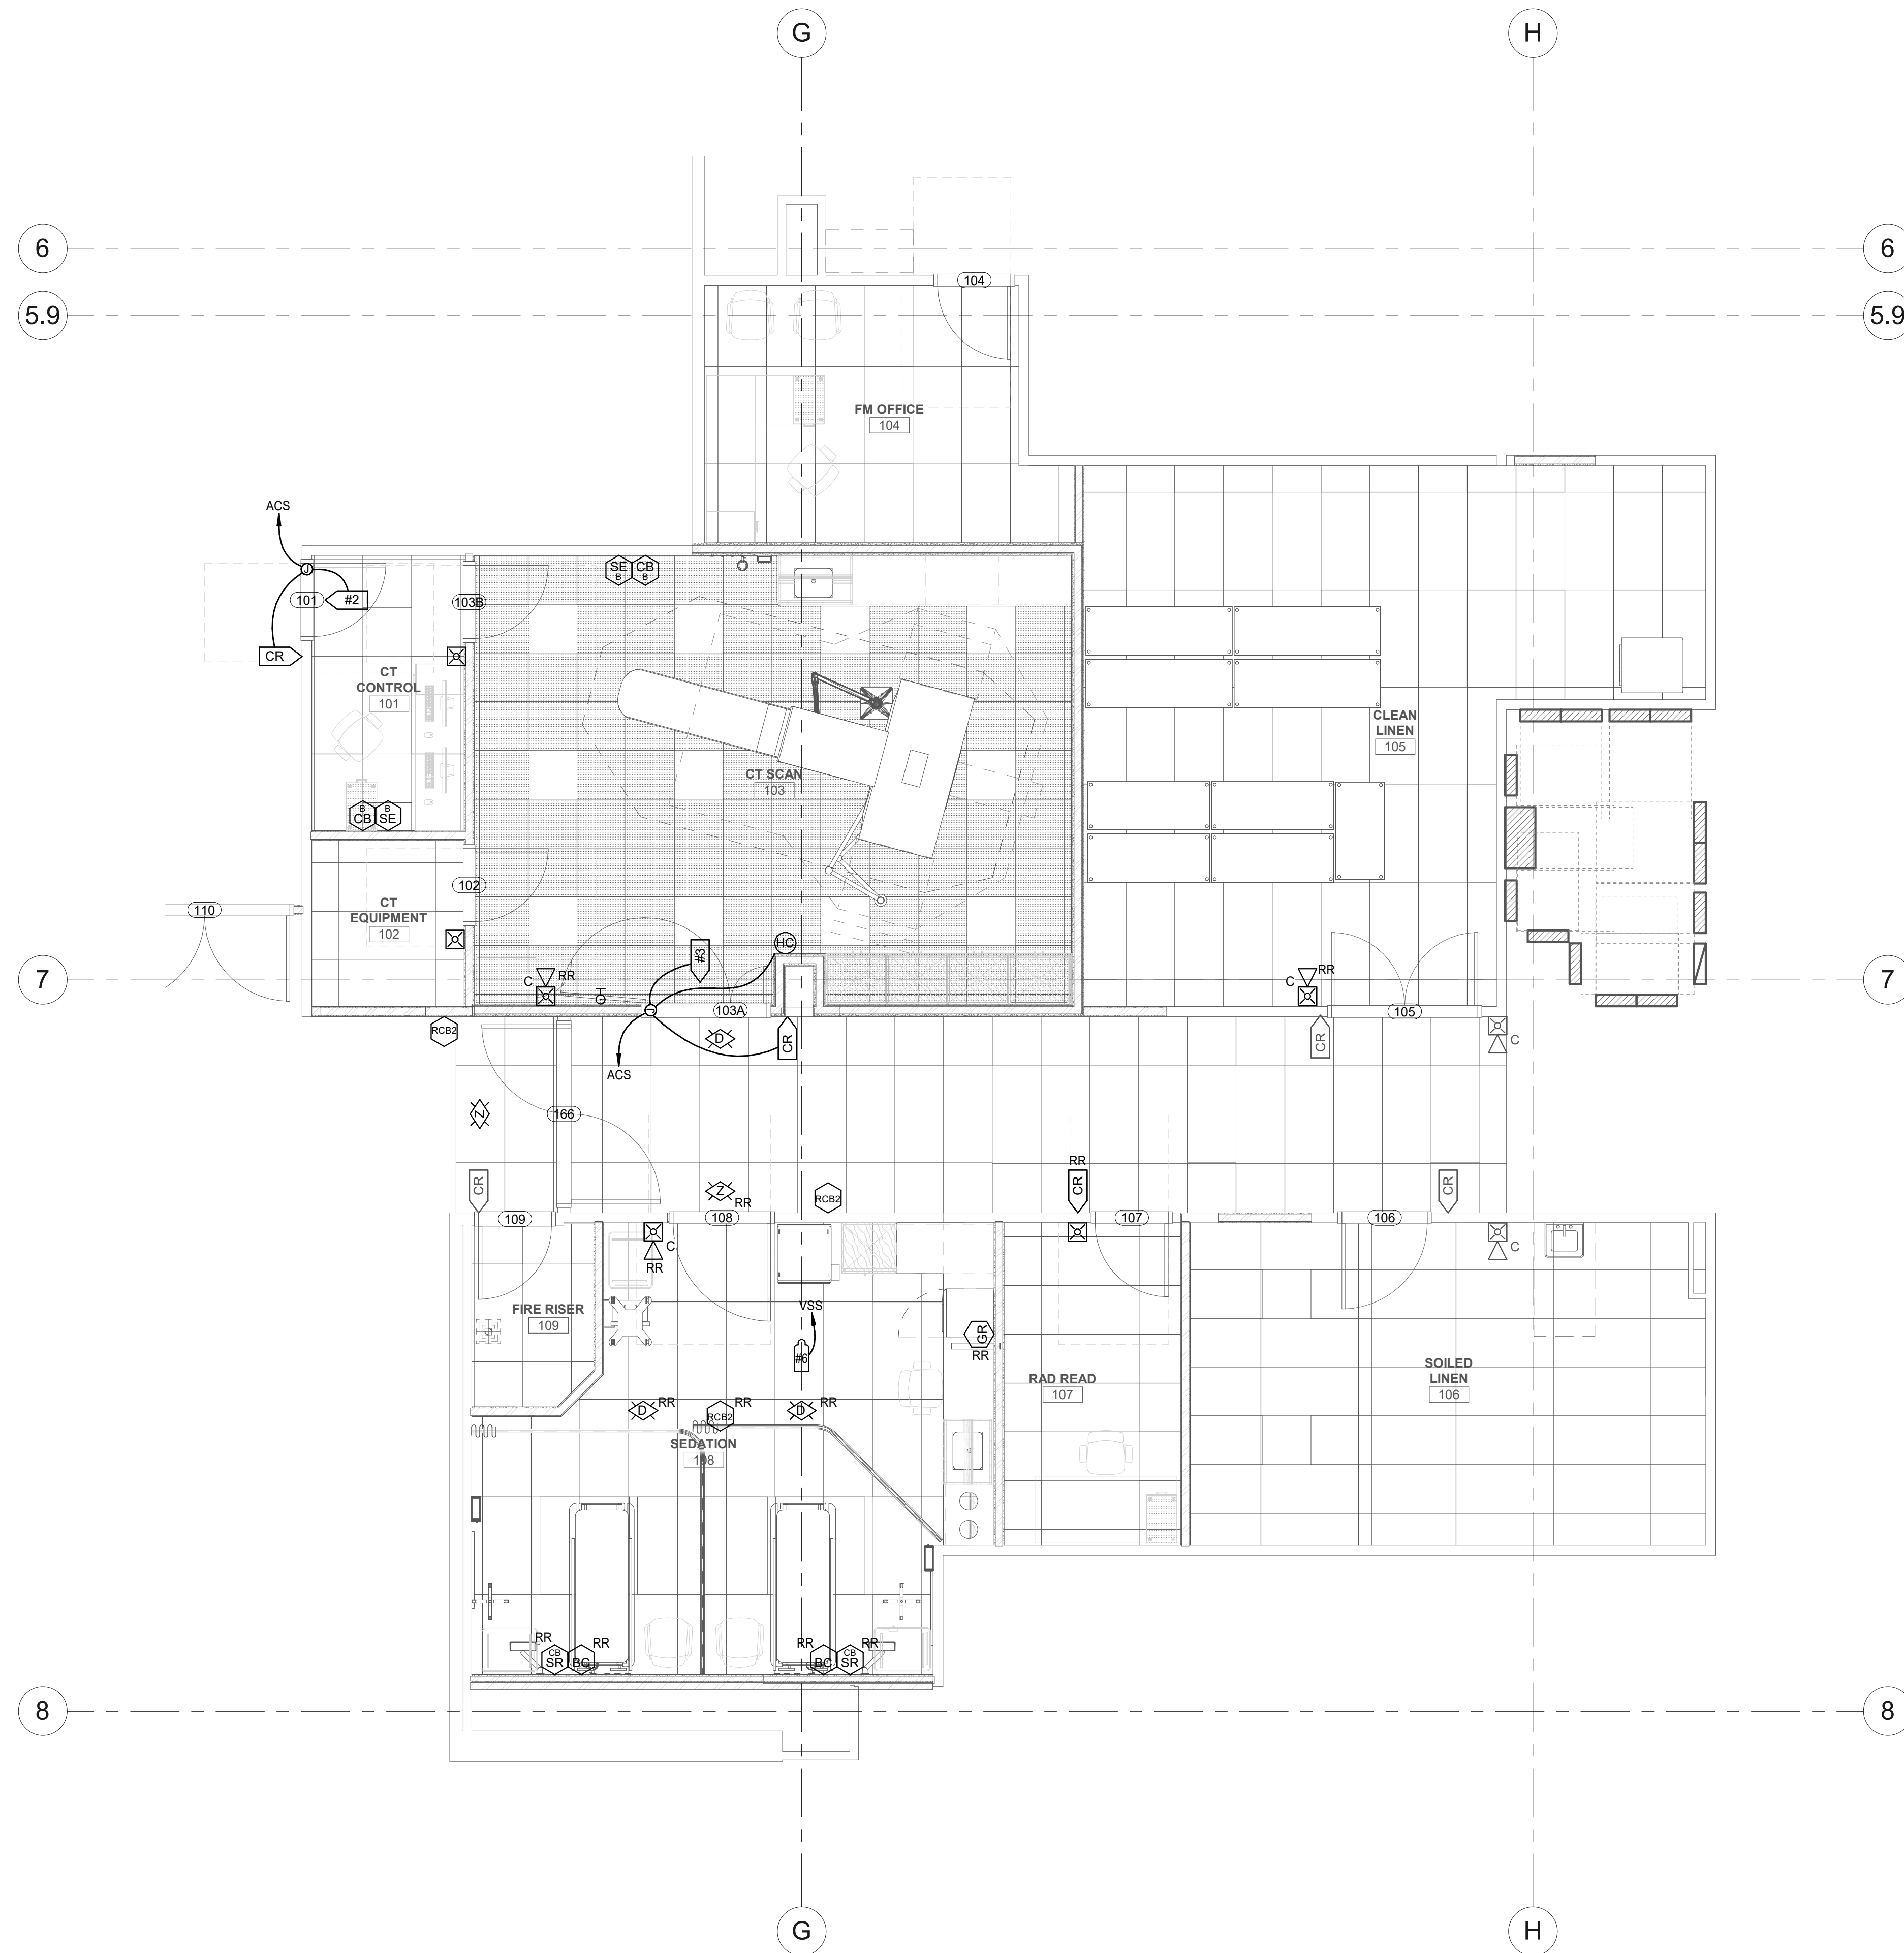 G
H
6
6
5.9
5.9
104
FM OFFICE
104
ACS
SE
B
CB
B
101
#2
103B
CR
CT
CONTROL
101
CLEAN
LINEN
105
CT SCAN
103
B
CB
B
SE
102
CT
EQUIPMENT
102
110
HC
#3
7
7
C
RR
C
RR
J
J
103A
105
RCB2
D
CR
CR
C
ACS
Z
166
CR
RR
CR
CR
Z
RR
RCB2
109
108
107
106
C
RR
C
FIRE RISER
109
VSS
#6
GR
RR
RAD READ
107
SOILED
LINEN
106
D
RR
RCB2
RR
D
RR
SEDATION
108
RR
CB
SR
RR
BC
RR
BC
CB
SR
RR
8
8
G
H